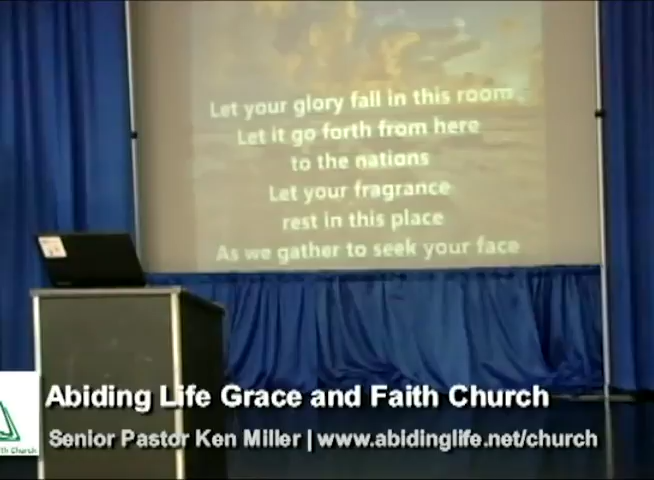 Let your glory fall in this room
Let it go forth from here
to the nations
Let your fragrance
rest in this place
As we gather to seek your face
Abiding Life Grace and Faith Church
Senior Pastor Ken Miller | www.abidinglife.net/church
th Church